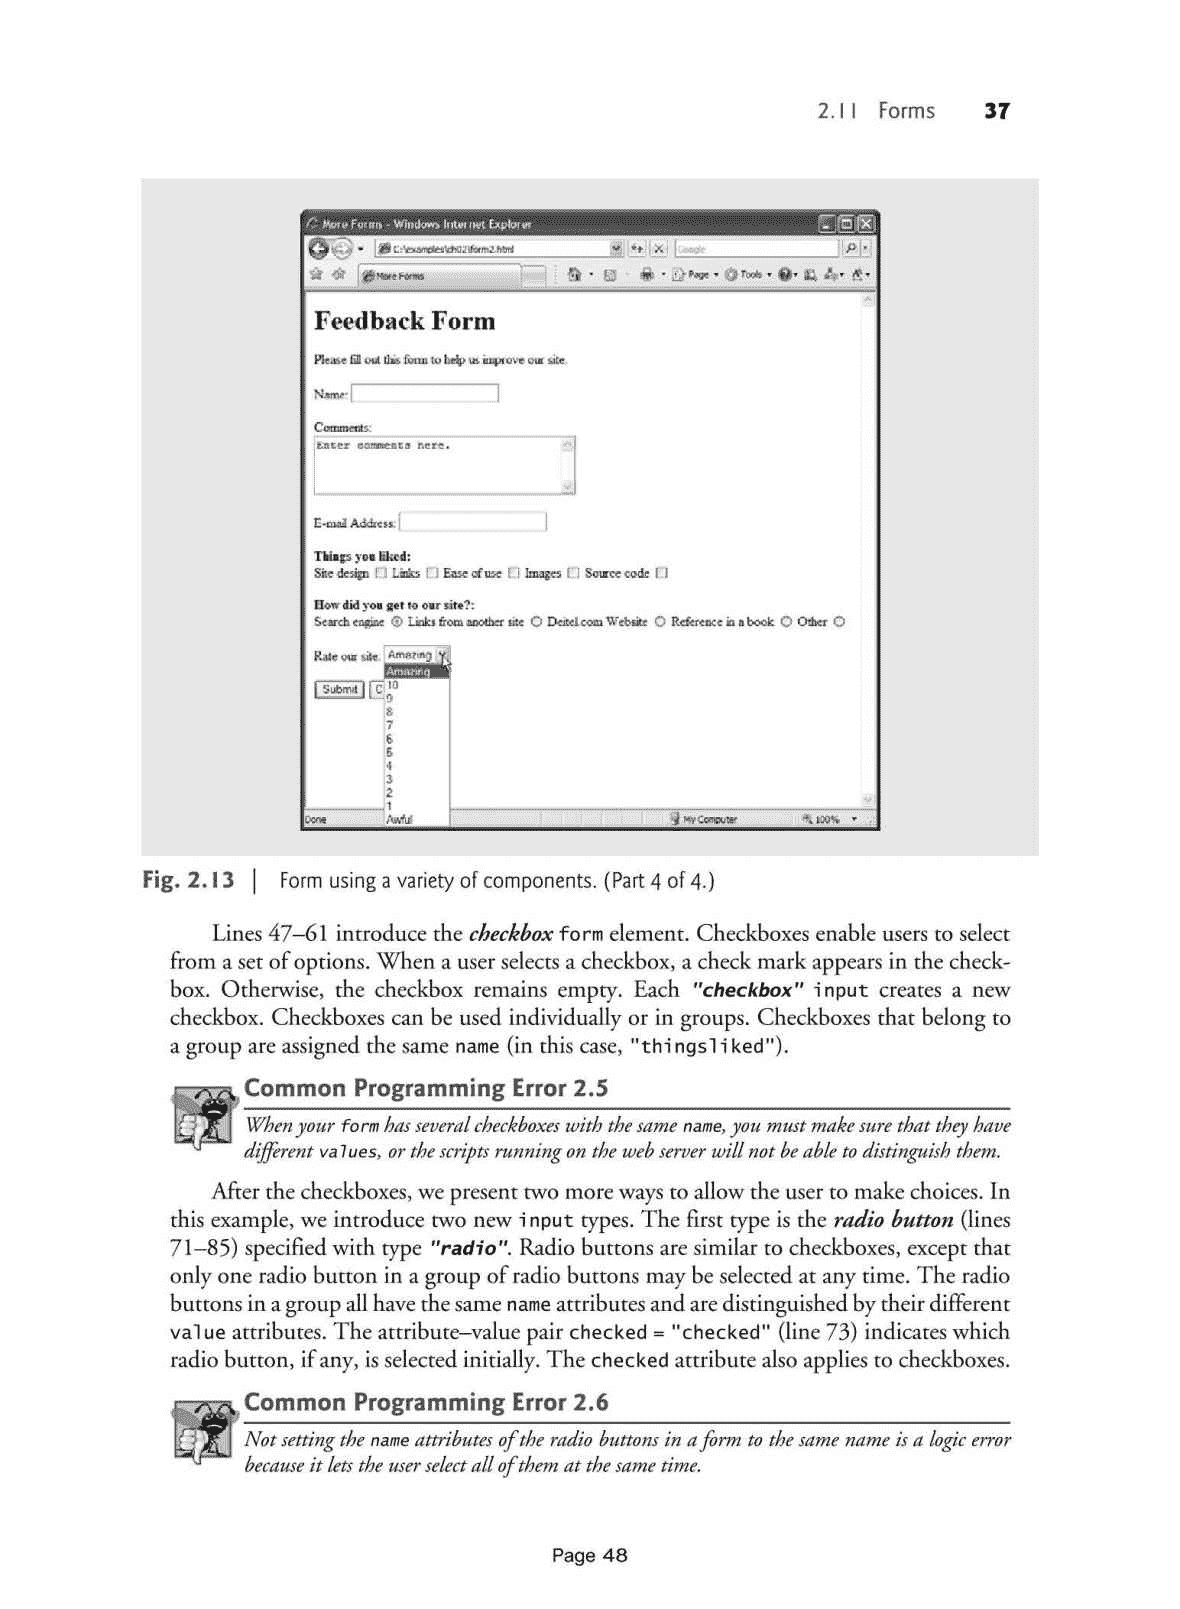 2.11 Forms 37
More Forms - Windows Internet Explorer
C:\examples\ch02\form2.html
Google
More Forms
Page
Tools
Feedback Form
Please fill out this form to help us improve our site.
Name:
Comments:
Enter comments here.
E-mail Address:
Things you liked:
Site design Links Ease of use Images Source code
How did you get to our site?:
Search engine Links from another site Deitel.com Website Reference in a book Other
Rate our site: Amazing
Amazing
Submit C 10
9
8
7
6
5
4
3
2
1
Done Awful My Computer 100%
Fig. 2.13 | Form using a variety of components. (Part 4 of 4.)
Lines 47–61 introduce the checkbox form element. Checkboxes enable users to select
from a set of options. When a user selects a checkbox, a check mark appears in the check-
box. Otherwise, the checkbox remains empty. Each "checkbox" input creates a new
checkbox. Checkboxes can be used individually or in groups. Checkboxes that belong to
a group are assigned the same name (in this case, "thingsliked").
Common Programming Error 2.5
When your form has several checkboxes with the same name, you must make sure that they have
different values, or the scripts running on the web server will not be able to distinguish them.
After the checkboxes, we present two more ways to allow the user to make choices. In
this example, we introduce two new input types. The first type is the radio button (lines
71–85) specified with type "radio". Radio buttons are similar to checkboxes, except that
only one radio button in a group of radio buttons may be selected at any time. The radio
buttons in a group all have the same name attributes and are distinguished by their different
value attributes. The attribute–value pair checked = "checked" (line 73) indicates which
radio button, if any, is selected initially. The checked attribute also applies to checkboxes.
Common Programming Error 2.6
Not setting the name attributes of the radio buttons in a form to the same name is a logic error
because it lets the user select all of them at the same time.
Page 48